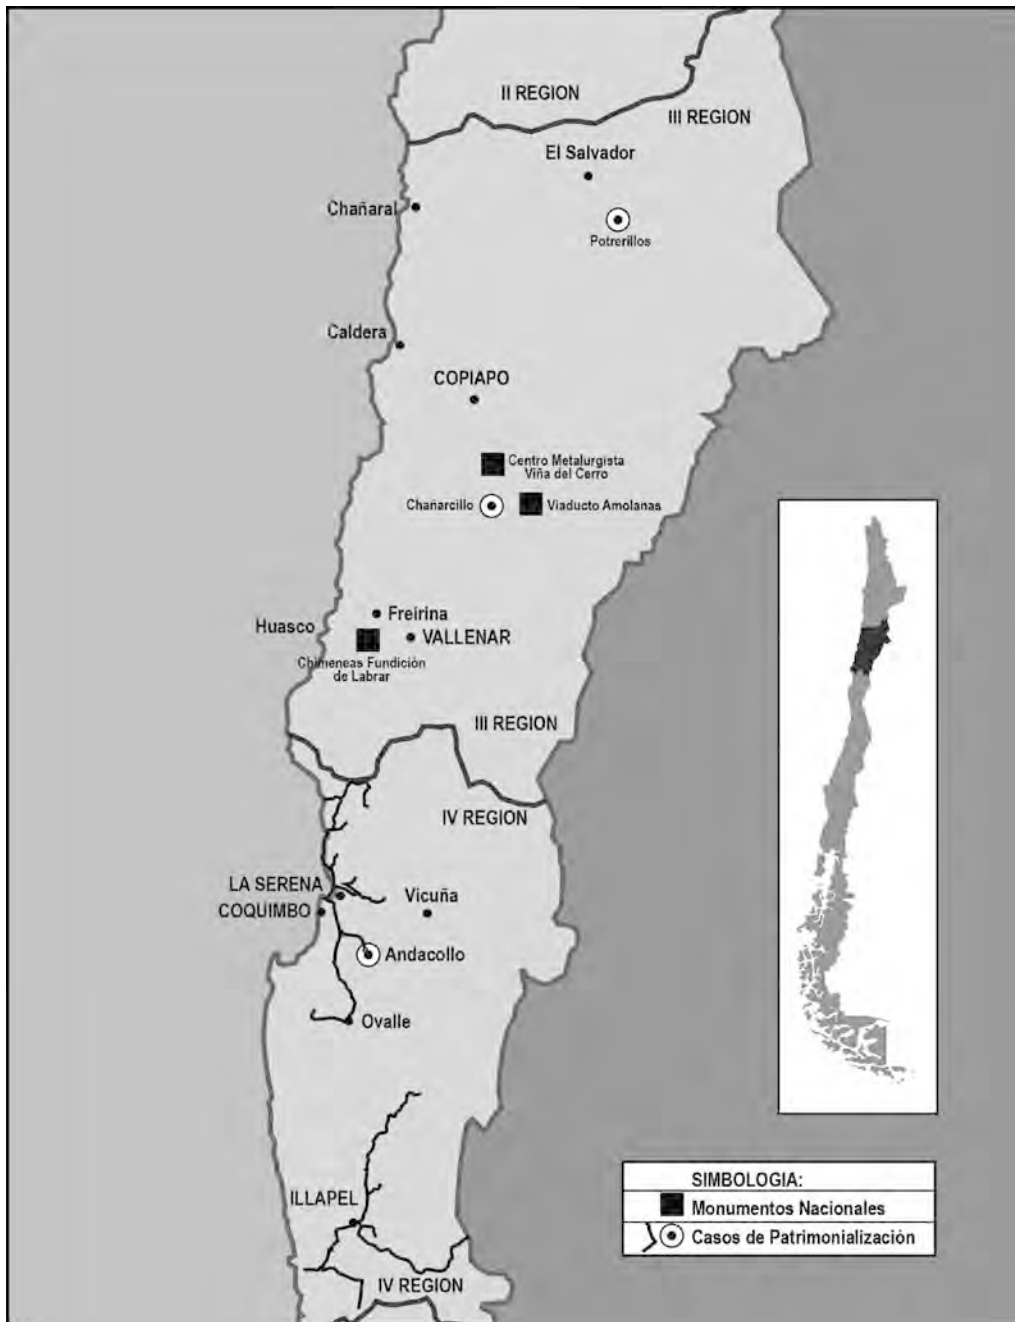 II REGION
III REGION
El Salvador
Chañaral
Potrerillos
Caldera
COPIAPO
Centro Metalurgista
Viña del Cerro
Chañarcillo
Viaducto Amolanas
Freirina
Huasco
VALLENAR
Chimeneas Fundición
de Labrar
III REGION
IV REGION
LA SERENA
Vicuña
COQUIMBO
Andacollo
Ovalle
ILLAPEL
IV REGION
SIMBOLOGIA:
Monumentos Nacionales
Casos de Patrimonialización